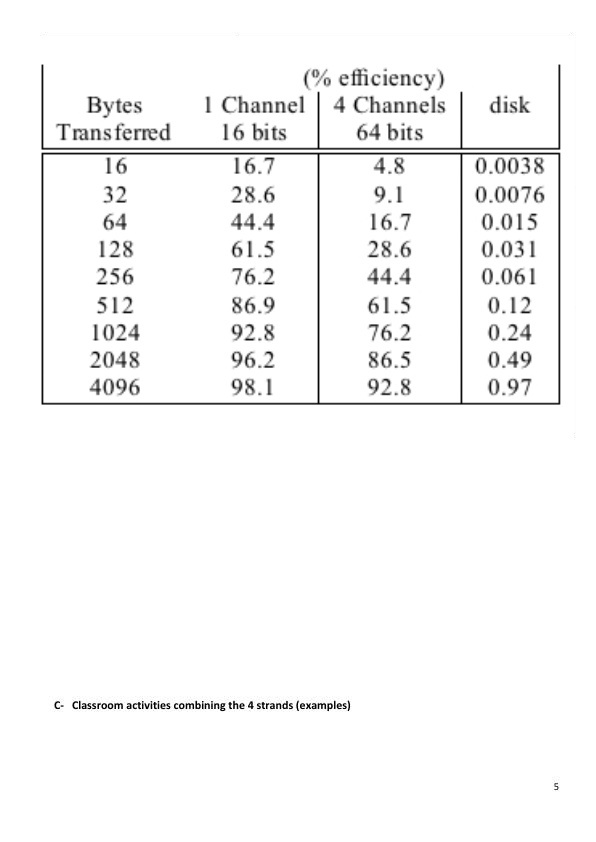 (% efficiency)
Bytes 1 Channel 4 Channels disk
Transferred 16 bits 64 bits
16 16.7 4.8 0.0038
32 28.6 9.1 0.0076
64 44.4 16.7 0.015
128 61.5 28.6 0.031
256 76.2 44.4 0.061
512 86.9 61.5 0.12
1024 92.8 76.2 0.24
2048 96.2 86.5 0.49
4096 98.1 92.8 0.97
C- Classroom activities combining the 4 strands (examples)
5